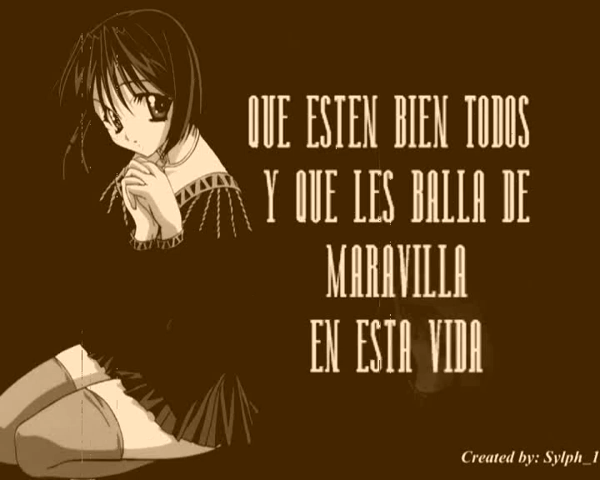 QUE ESTEN BIEN TODOS
Y QUE LES BALLA DE
MARAVILLA
EN ESTA VIDA
Created by: Sylph_1